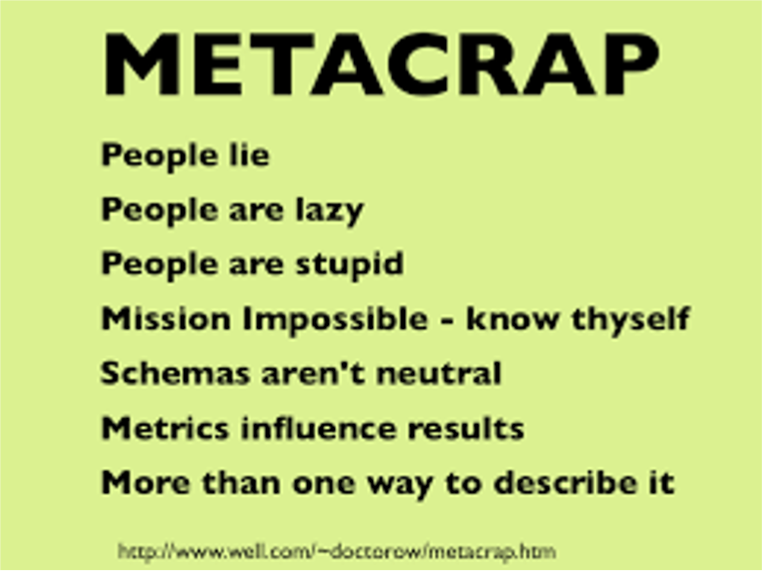 METACRAP
People lie
People are lazy
People are stupid
Mission Impossible - know thyself
Schemas aren't neutral
Metrics influence results
More than one way to describe it
http://www.well.com/~doctorow/metacrap.htm